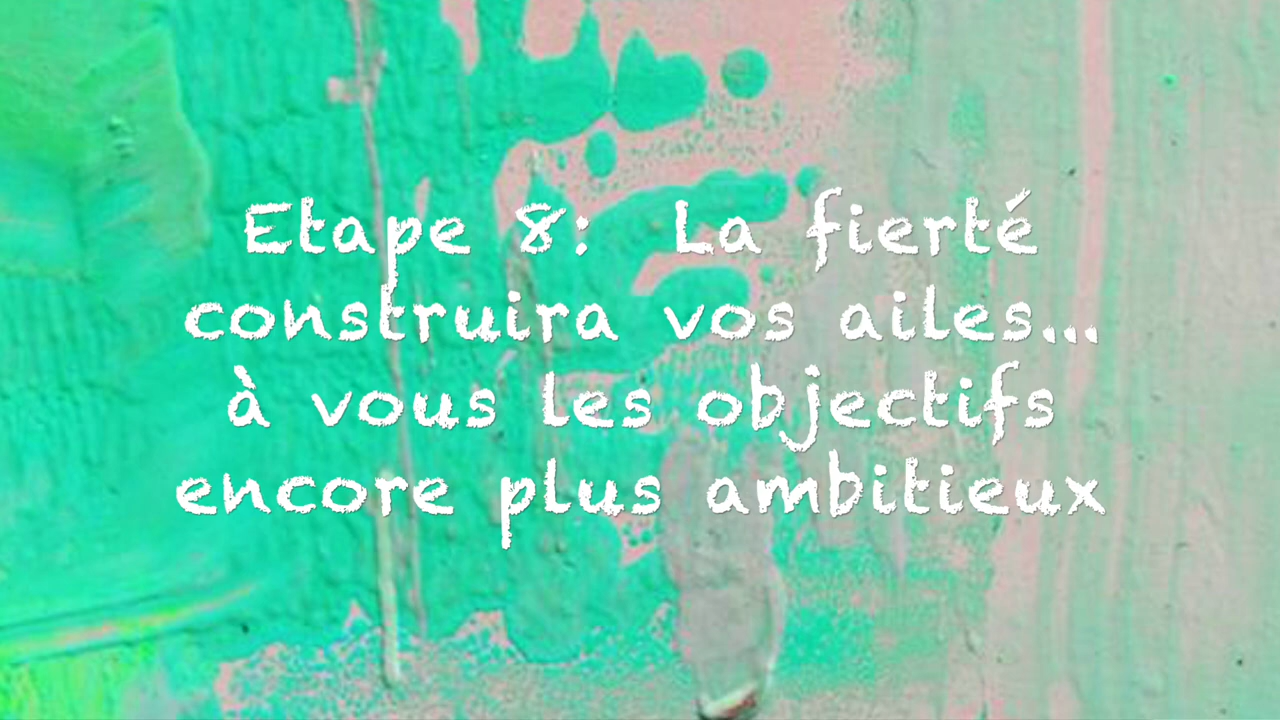 Etape 8: La fierté
construira vos ailes...
à vous les objectifs
encore plus ambitieux